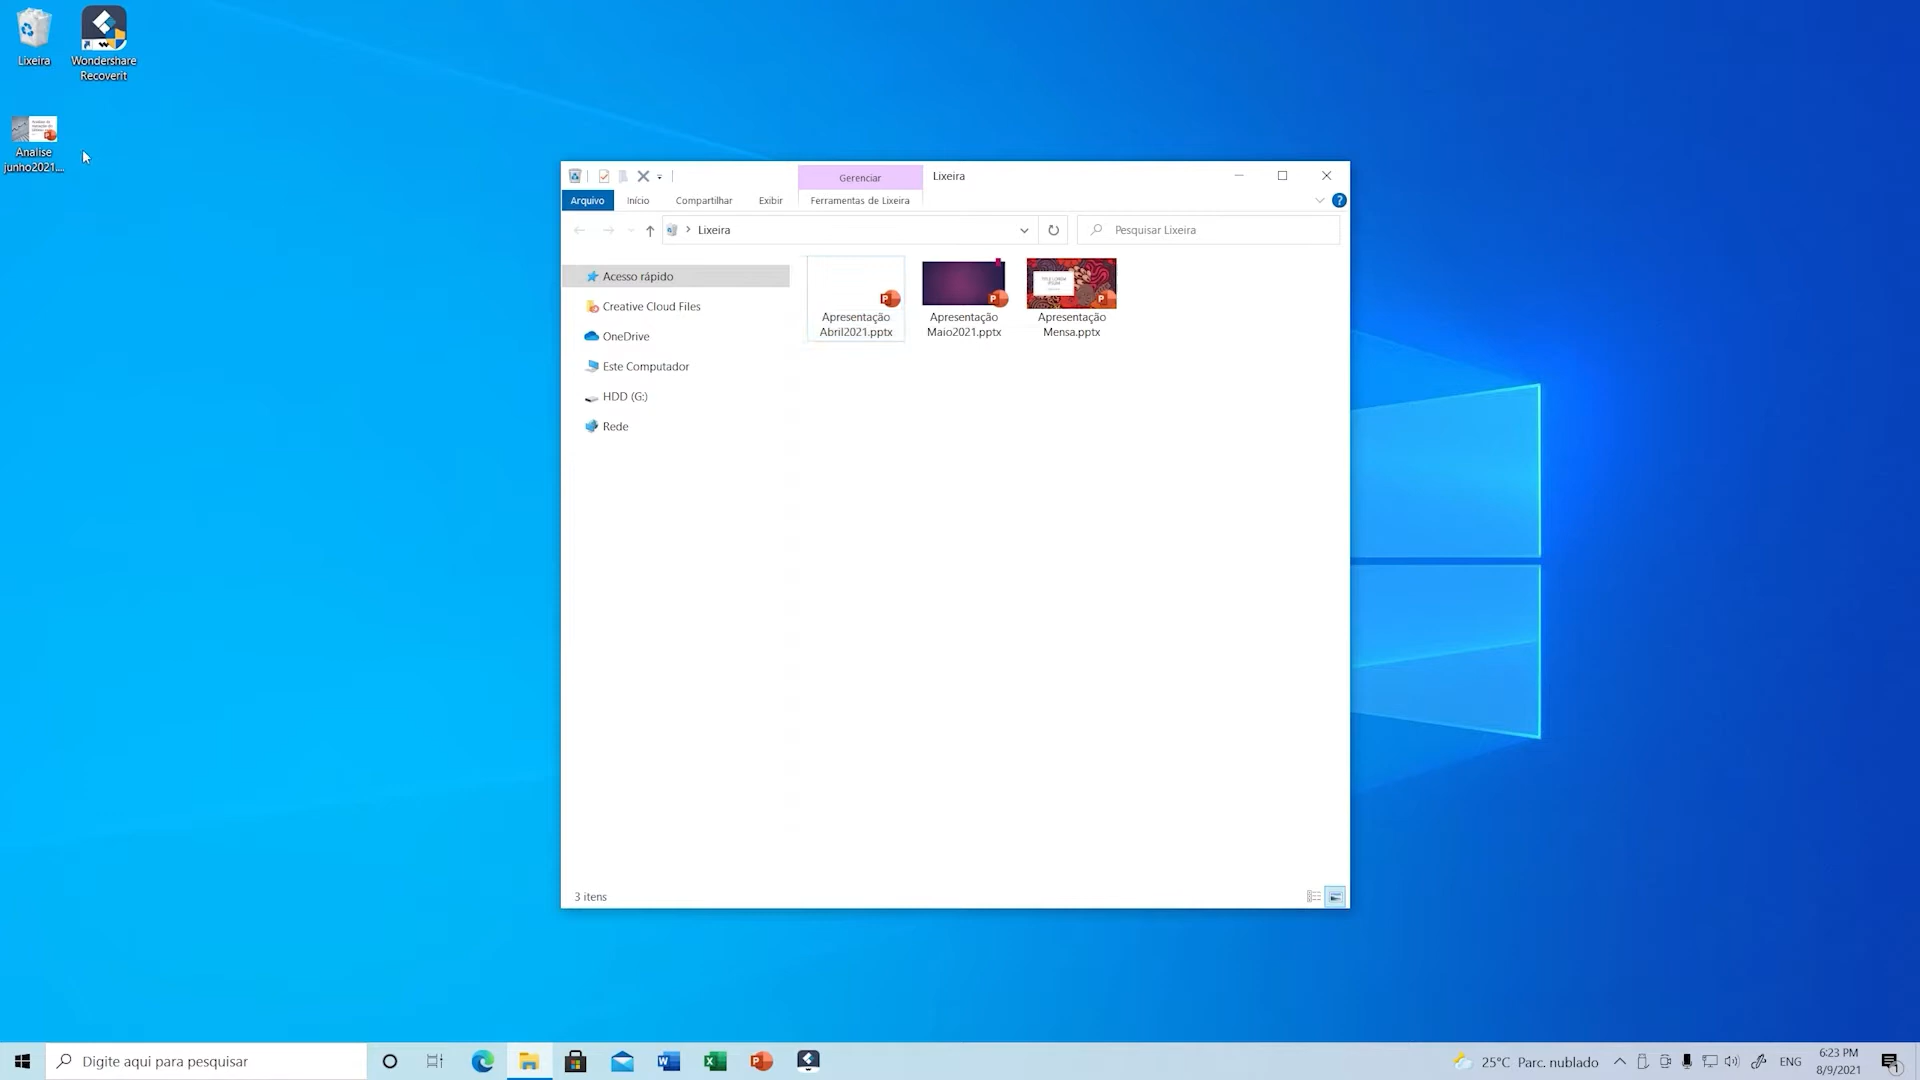 Lixeira
Wondershare
Recoverit
Analise
junho2021....
Gerenciar
Lixeira
Arquivo
Início
Compartilhar
Exibir
Ferramentas de Lixeira
Lixeira
Pesquisar Lixeira
Acesso rápido
Creative Cloud Files
OneDrive
Este Computador
HDD (G:)
Rede
Apresentação
Abril2021.pptx
Apresentação
Maio2021.pptx
Apresentação
Mensa.pptx
3 itens
Digite aqui para pesquisar
25°C Parc. nublado
ENG
6:23 PM
8/9/2021